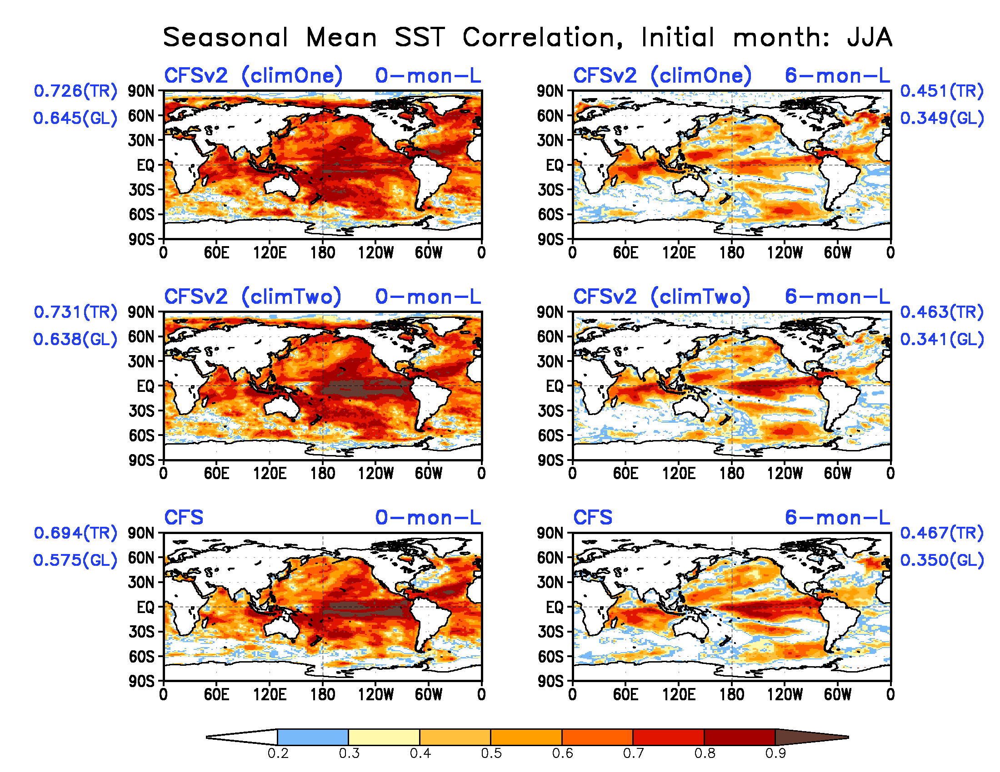 Seasonal Mean SST Correlation, Initial month: JJA
CFSv2 (climOne) 0-mon-L
0.726(TR)
0.645(GL)
90N
60N
30N
EQ
30S
60S
90S
0 60E 120E 180 120W 60W 0
CFSv2 (climOne) 6-mon-L
0.451(TR)
0.349(GL)
90N
60N
30N
EQ
30S
60S
90S
0 60E 120E 180 120W 60W 0
CFSv2 (climTwo) 0-mon-L
0.731(TR)
0.638(GL)
90N
60N
30N
EQ
30S
60S
90S
0 60E 120E 180 120W 60W 0
CFSv2 (climTwo) 6-mon-L
0.463(TR)
0.341(GL)
90N
60N
30N
EQ
30S
60S
90S
0 60E 120E 180 120W 60W 0
CFS 0-mon-L
0.694(TR)
0.575(GL)
90N
60N
30N
EQ
30S
60S
90S
0 60E 120E 180 120W 60W 0
CFS 6-mon-L
0.467(TR)
0.350(GL)
90N
60N
30N
EQ
30S
60S
90S
0 60E 120E 180 120W 60W 0
0.2 0.3 0.4 0.5 0.6 0.7 0.8 0.9